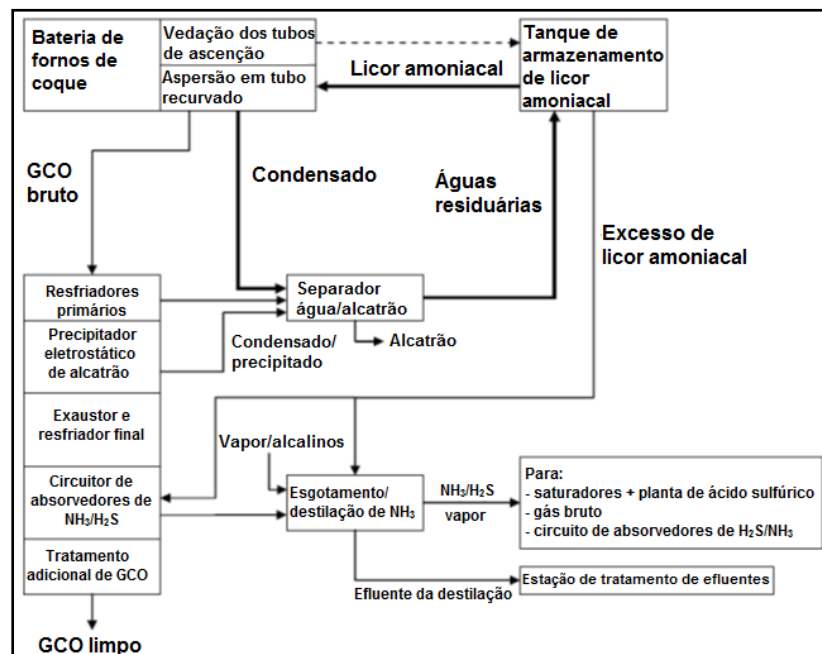 Bateria de
fornos de
coque
Vedação dos tubos
de ascenção
Aspersão em tubo
recurvado
Licor amoniacal
Tanque de
armazenamento
de licor
amoniacal
GCO
bruto
Condensado
Águas
residuárias
Excesso de
licor amoniacal
Resfriadores
primários
Precipitador
eletrostático
de alcatrão
Exaustor e
resfriador final
Circuitor de
absorvedores de
NH₃/H₂S
Tratamento
adicional de GCO
Separador
água/alcatrão
Alcatrão
Condensado/
precipitado
Vapor/alcalinos
Esgotamento/
destilação de NH₃
NH₃/H₂S
vapor
Para:
- saturadores + planta de ácido sulfúrico
- gás bruto
- circuito de absorvedores de H₂S/NH₃
Efluente da destilação
Estação de tratamento de efluentes
GCO limpo